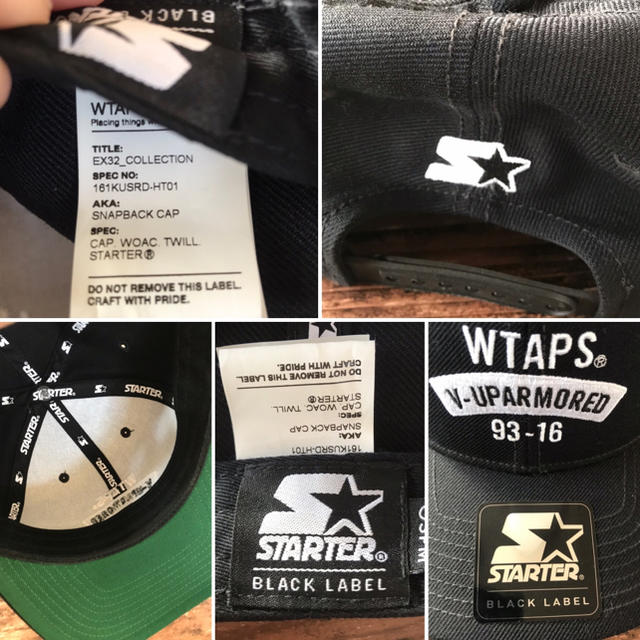 BLACK LABEL
WTAPS
Placing things
TITLE:
EX32_COLLECTION
SPEC NO:
161KUSRD-HT01
AKA:
SNAPBACK CAP
SPEC:
CAP. WOAC. TWILL.
STARTER®
DO NOT REMOVE THIS LABEL.
CRAFT WITH PRIDE.
STARTER.
STARTER.
STARTER.
V-UPARMORED
CRAFT WITH PRIDE.
DO NOT REMOVE THIS LABEL
STARTER®
CAP. WOAC. TWILL
SPEC:
SNAPBACK CAP
AKA:
161KUSRD-HT01
STARTER®
BLACK LABEL
WTAPS®
V-UPARMORED
93-16
STARTER®
BLACK LABEL